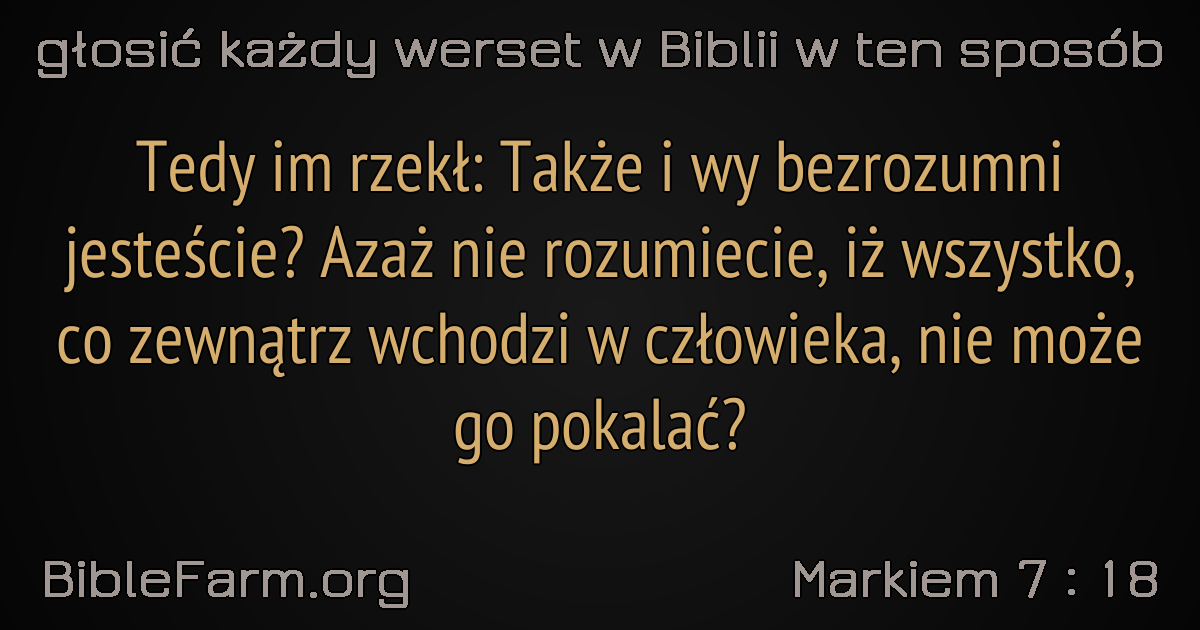 głosić każdy werset w Biblii w ten sposób
Tedy im rzekł: Także i wy bezrozumni
jesteście? Azaż nie rozumiecie, iż wszystko,
co zewnątrz wchodzi w człowieka, nie może
go pokalać?
BibleFarm.org
Markiem 7 : 18